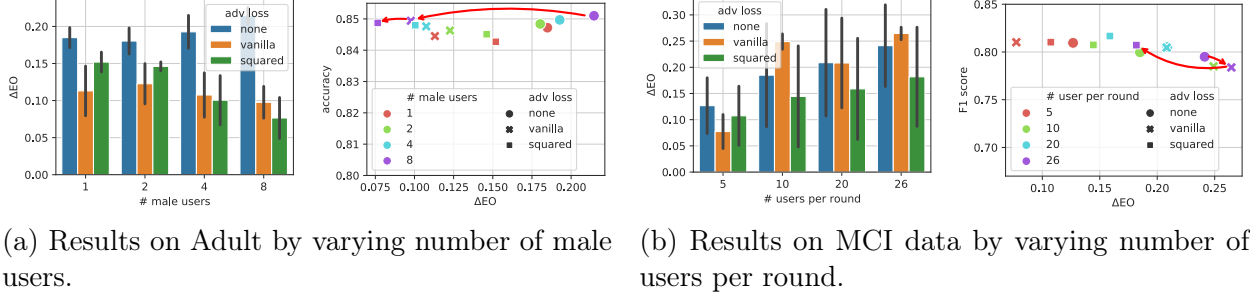 0.20
0.15
0.10
0.05
0.00
ΔEO
adv loss
none
vanilla
squared
1
2
4
8
# male users
0.85
0.84
0.83
0.82
0.81
0.80
accuracy
# male users
1
2
4
8
adv loss
none
vanilla
squared
0.075
0.100
0.125
0.150
0.175
0.200
ΔEO
0.30
0.25
0.20
0.15
0.10
0.05
0.00
ΔEO
adv loss
none
vanilla
squared
5
10
20
26
# users per round
0.85
0.80
0.75
0.70
F1 score
# user per round
5
10
20
26
adv loss
none
vanilla
squared
0.10
0.15
0.20
0.25
ΔEO
(a) Results on Adult by varying number of male
users.
(b) Results on MCI data by varying number of
users per round.